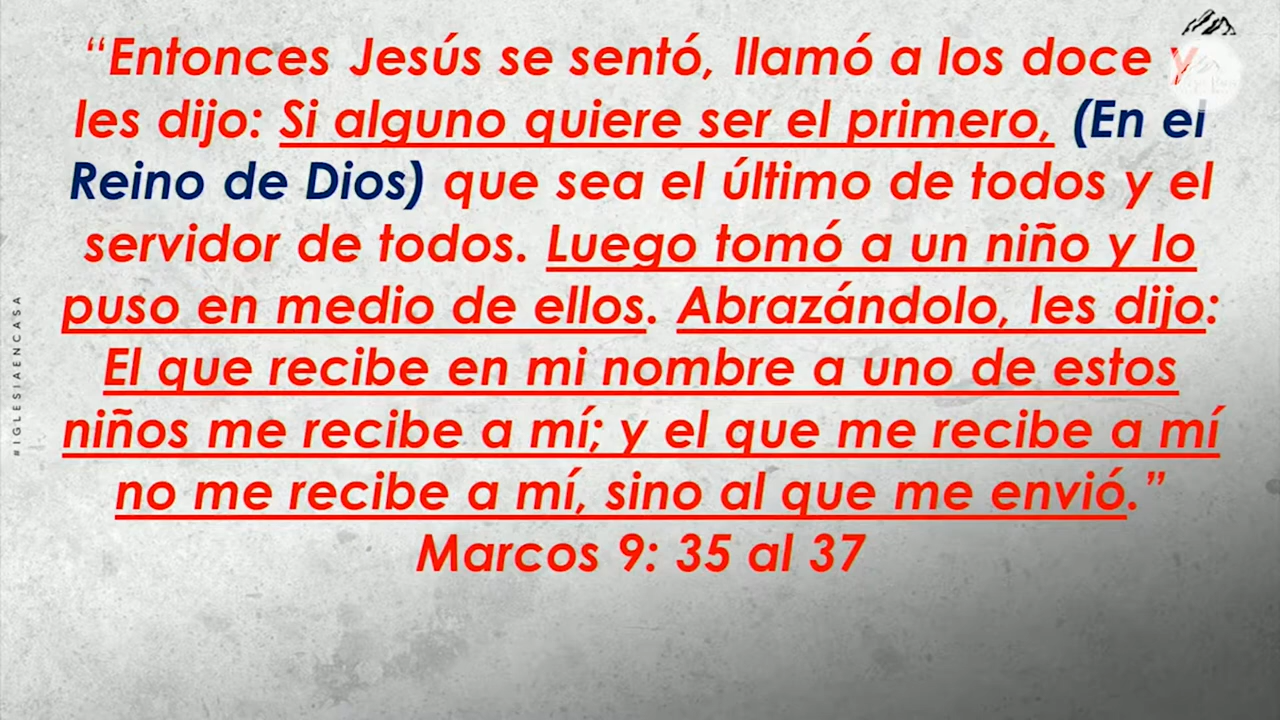 “Entonces Jesús se sentó, llamó a los doce y
les dijo: Si alguno quiere ser el primero, (En el
Reino de Dios) que sea el último de todos y el
servidor de todos. Luego tomó a un niño y lo
puso en medio de ellos. Abrazándolo, les dijo:
El que recibe en mi nombre a uno de estos
niños me recibe a mí; y el que me recibe a mí
no me recibe a mí, sino al que me envió.”
Marcos 9: 35 al 37
#IGLESIAENCASA